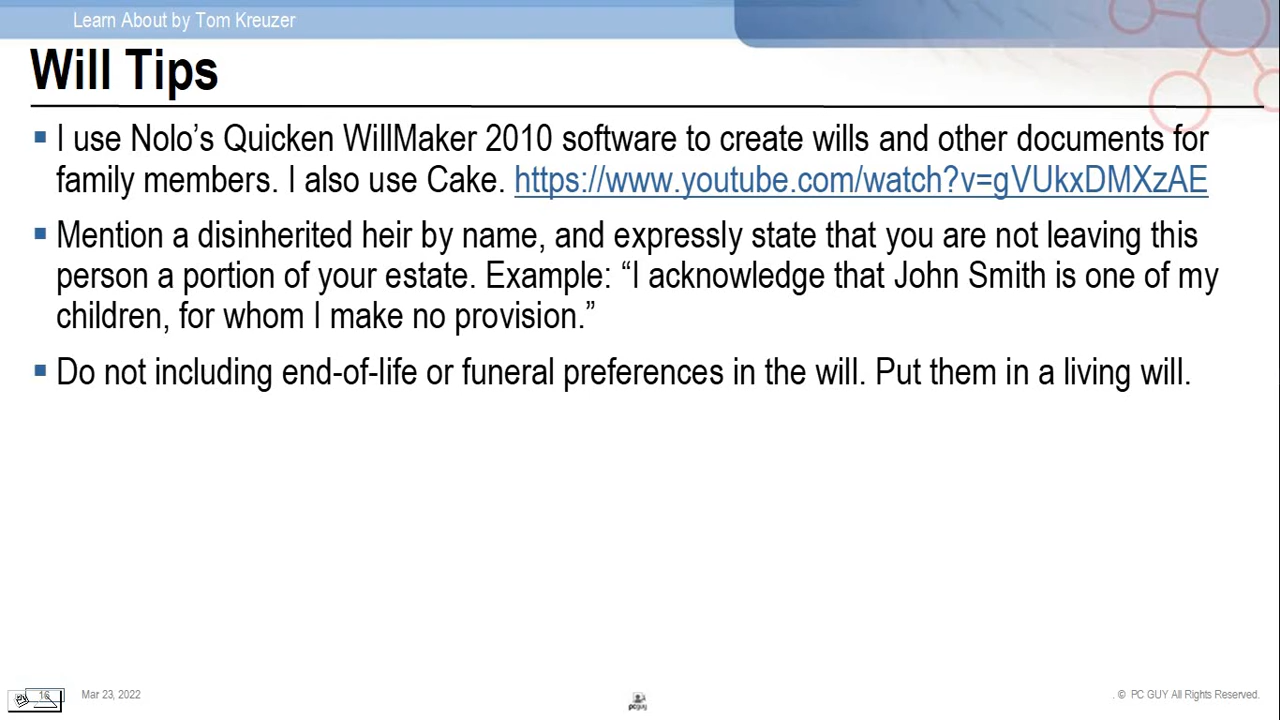 Learn About by Tom Kreuzer
Will Tips
▪ I use Nolo’s Quicken WillMaker 2010 software to create wills and other documents for
family members. I also use Cake. https://www.youtube.com/watch?v=gVUkxDMXzAE
▪ Mention a disinherited heir by name, and expressly state that you are not leaving this
person a portion of your estate. Example: “I acknowledge that John Smith is one of my
children, for whom I make no provision.”
▪ Do not including end-of-life or funeral preferences in the will. Put them in a living will.
Mar 23, 2022
. © PC GUY All Rights Reserved.